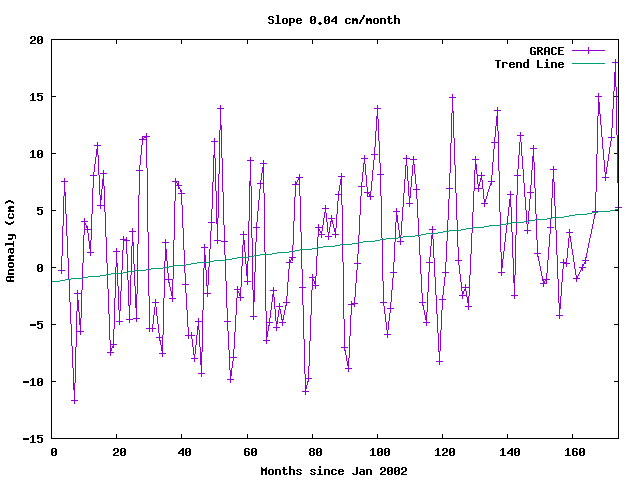 Slope 0.04 cm/month
GRACE
Trend Line
20
15
10
5
0
-5
-10
-15
Anomaly (cm)
0 20 40 60 80 100 120 140 160
Months since Jan 2002